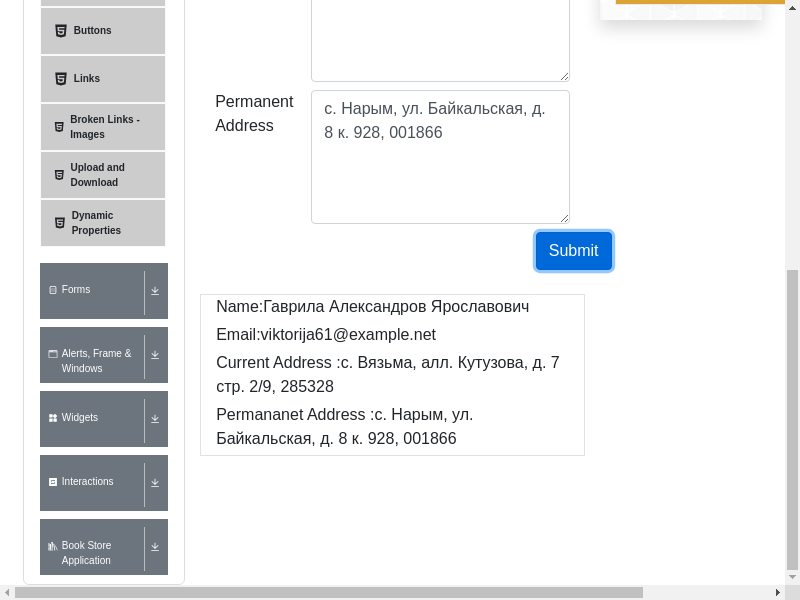 Buttons
Links
Broken Links -
Images
Upload and
Download
Dynamic
Properties
Forms
Alerts, Frame &
Windows
Widgets
Interactions
Book Store
Application
Permanent
Address
с. Нарым, ул. Байкальская, д.
8 к. 928, 001866
Submit
Name:Гаврила Александров Ярославович
Email:viktorija61@example.net
Current Address :с. Вязьма, алл. Кутузова, д. 7
стр. 2/9, 285328
Permananet Address :с. Нарым, ул.
Байкальская, д. 8 к. 928, 001866